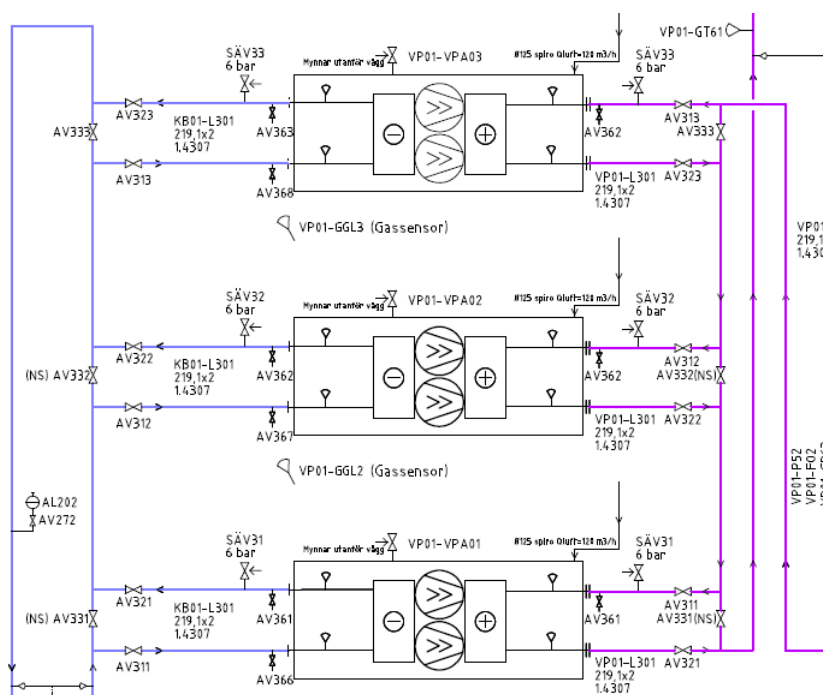 VP01-GT61
SÄV33
6 bar
Mynnar utanför vägg
VP01-VPA03
Ø125 spiro Qluft=120 m3/h
SÄV33
6 bar
AV323
KB01-L301
219,1x2
1.4307
AV363
AV362
AV313
AV333
AV333
AV313
AV368
VP01-L301
219,1x2
1.4307
AV323
VP01-GGL3 (Gassensor)
VP01
219,1
1.430
SÄV32
6 bar
Mynnar utanför vägg
VP01-VPA02
Ø125 spiro Qluft=120 m3/h
SÄV32
6 bar
AV322
KB01-L301
219,1x2
1.4307
AV362
AV362
AV312
(NS) AV332
AV332(NS)
AV312
AV367
VP01-L301
219,1x2
1.4307
AV322
VP01-GGL2 (Gassensor)
VP01-P52
VP01-F02
AL202
AV272
SÄV31
6 bar
Mynnar utanför vägg
VP01-VPA01
Ø125 spiro Qluft=120 m3/h
SÄV31
6 bar
AV321
KB01-L301
219,1x2
1.4307
AV361
AV361
AV311
(NS) AV331
AV331(NS)
AV311
AV366
VP01-L301
219,1x2
1.4307
AV321